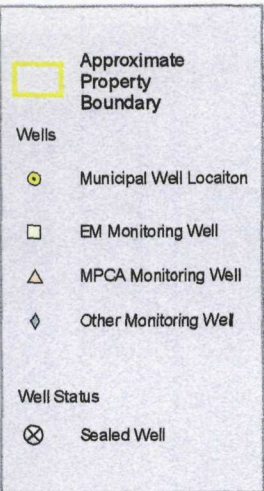 Approximate
Property
Boundary
Wells
Municipal Well Locaiton
EM Monitoring Well
MPCA Monitoring Well
Other Monitoring Well
Well Status
Sealed Well